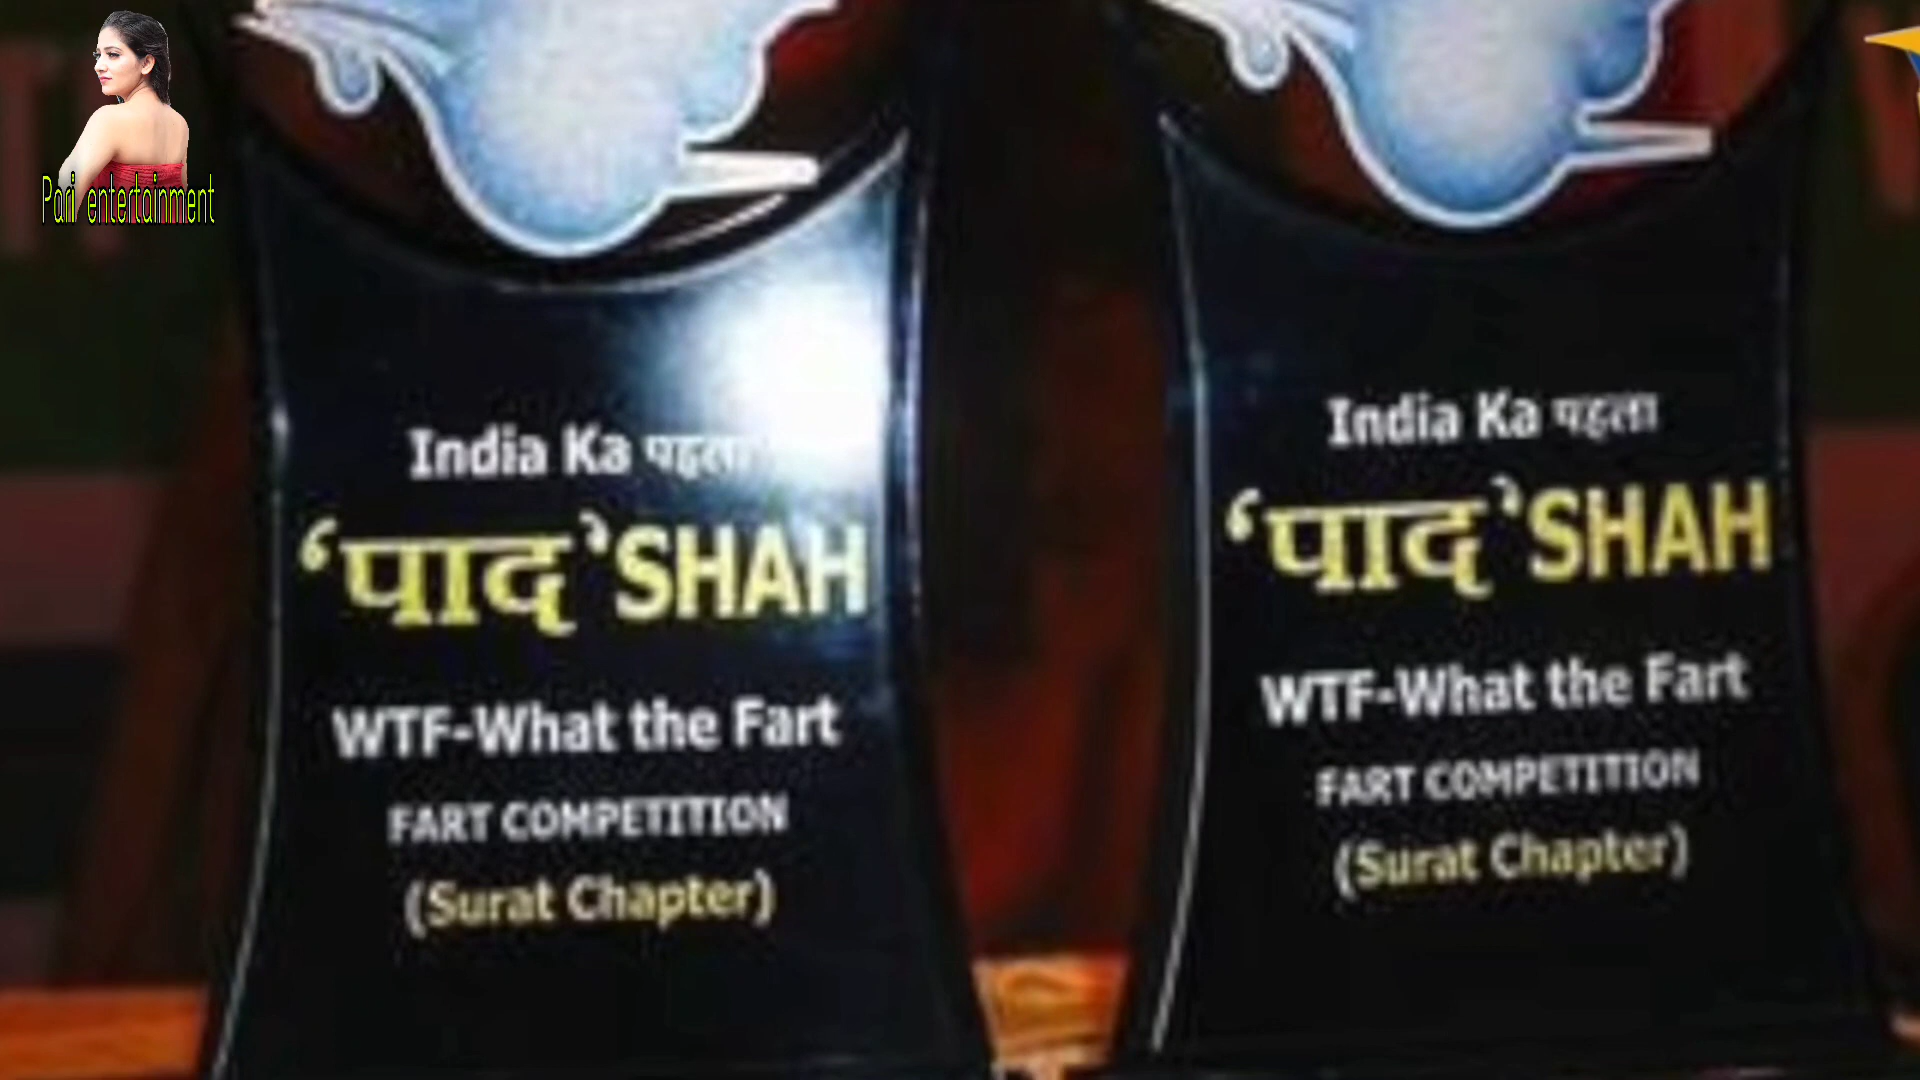 Pari entertainment
India Ka पहला
‘पाद’SHAH
WTF-What the Fart
FART COMPETITION
(Surat Chapter)
India Ka पहला
‘पाद’SHAH
WTF-What the Fart
FART COMPETITION
(Surat Chapter)